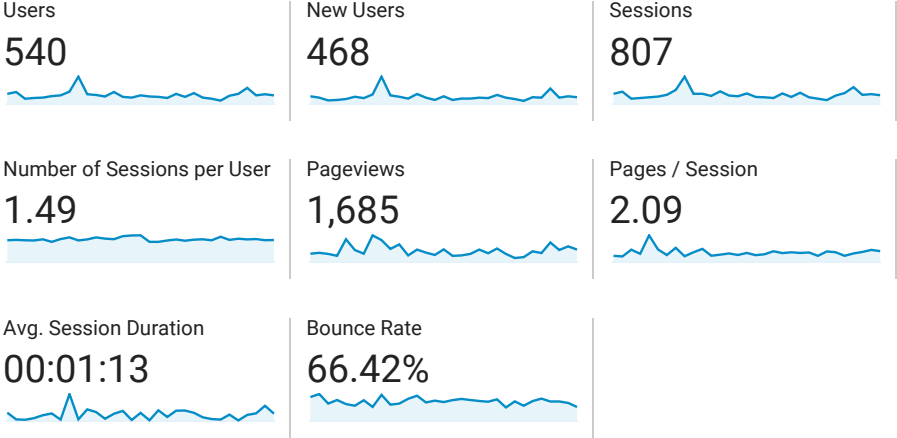 Users
540
New Users
468
Sessions
807
Number of Sessions per User
1.49
Pageviews
1,685
Pages / Session
2.09
Avg. Session Duration
00:01:13
Bounce Rate
66.42%